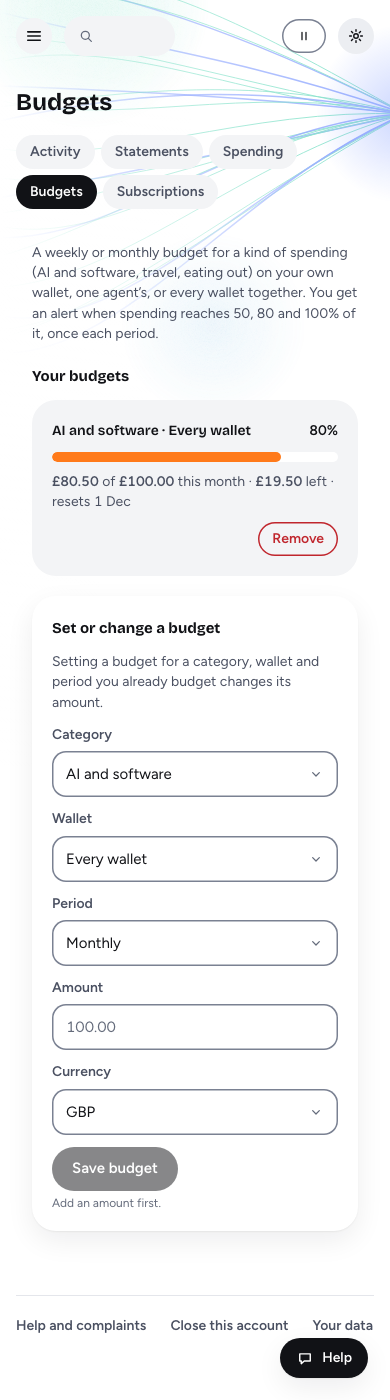 Budgets
Activity
Statements
Spending
Budgets
Subscriptions
A weekly or monthly budget for a kind of spending
(AI and software, travel, eating out) on your own
wallet, one agent's, or every wallet together. You get
an alert when spending reaches 50, 80 and 100% of
it, once each period.
Your budgets
AI and software · Every wallet 80%
£80.50 of £100.00 this month · £19.50 left ·
resets 1 Dec
Remove
Set or change a budget
Setting a budget for a category, wallet and
period you already budget changes its
amount.
Category
AI and software
Wallet
Every wallet
Period
Monthly
Amount
100.00
Currency
GBP
Save budget
Add an amount first.
Help and complaints Close this account Your data
Help